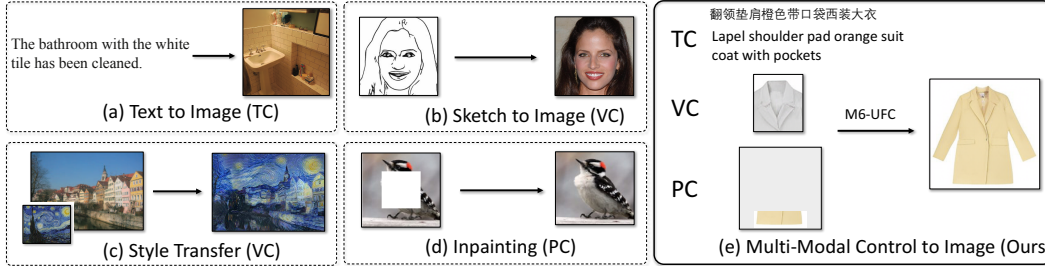 The bathroom with the white
tile has been cleaned.
(a) Text to Image (TC)
(b) Sketch to Image (VC)
(c) Style Transfer (VC)
(d) Inpainting (PC)
TC
翻领垫肩橙色带口袋西装大衣
Lapel shoulder pad orange suit
coat with pockets
VC
M6-UFC
PC
(e) Multi-Modal Control to Image (Ours